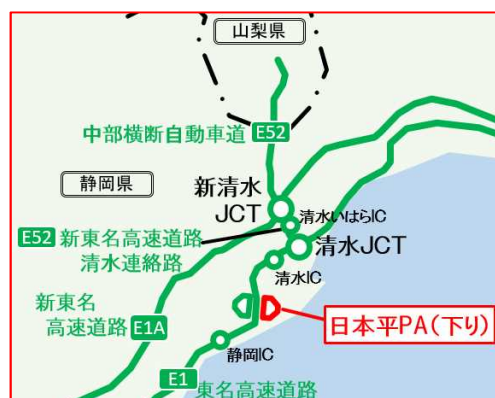 山梨県
中部横断自動車道 E52
静岡県
新清水
JCT
清水いはらIC
E52 新東名高速道路
清水連絡路
清水JCT
清水IC
新東名
高速道路 E1A
日本平PA(下り)
静岡IC
E1
東名高速道路